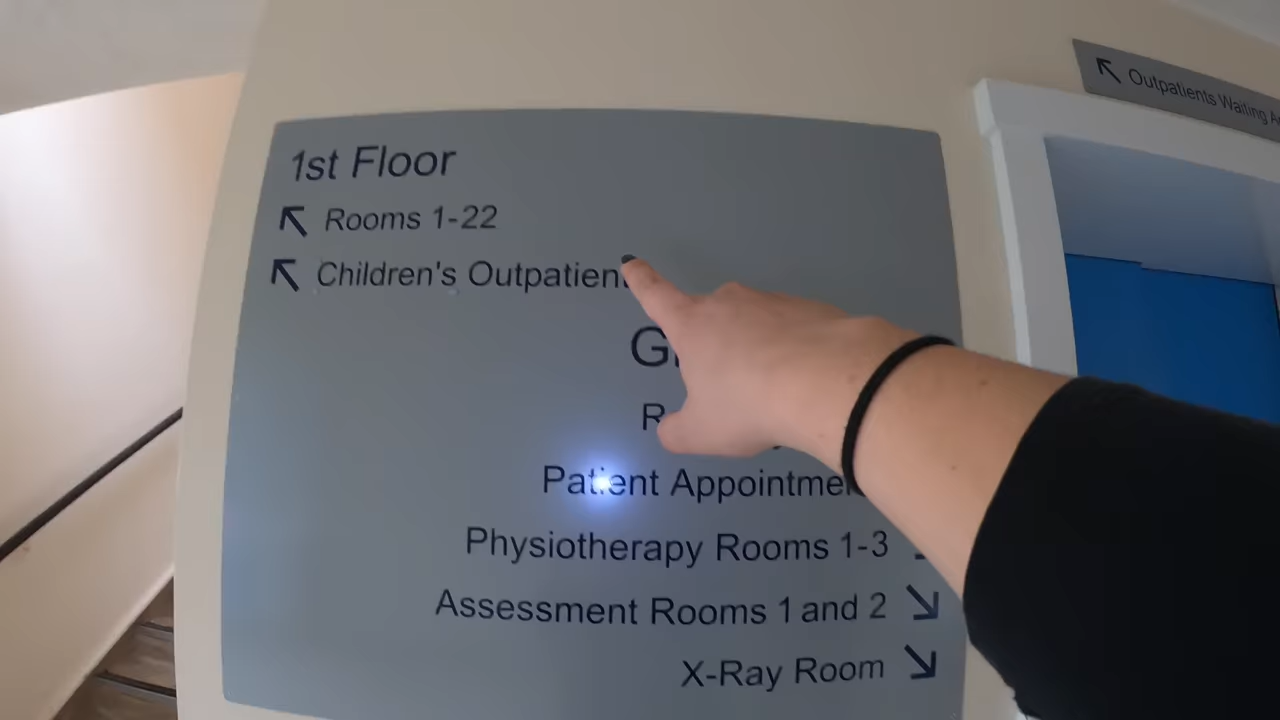 1st Floor
Rooms 1-22
Children's Outpatien
Patient Appointme
Physiotherapy Rooms 1-3
Assessment Rooms 1 and 2
X-Ray Room
Outpatients Waiting